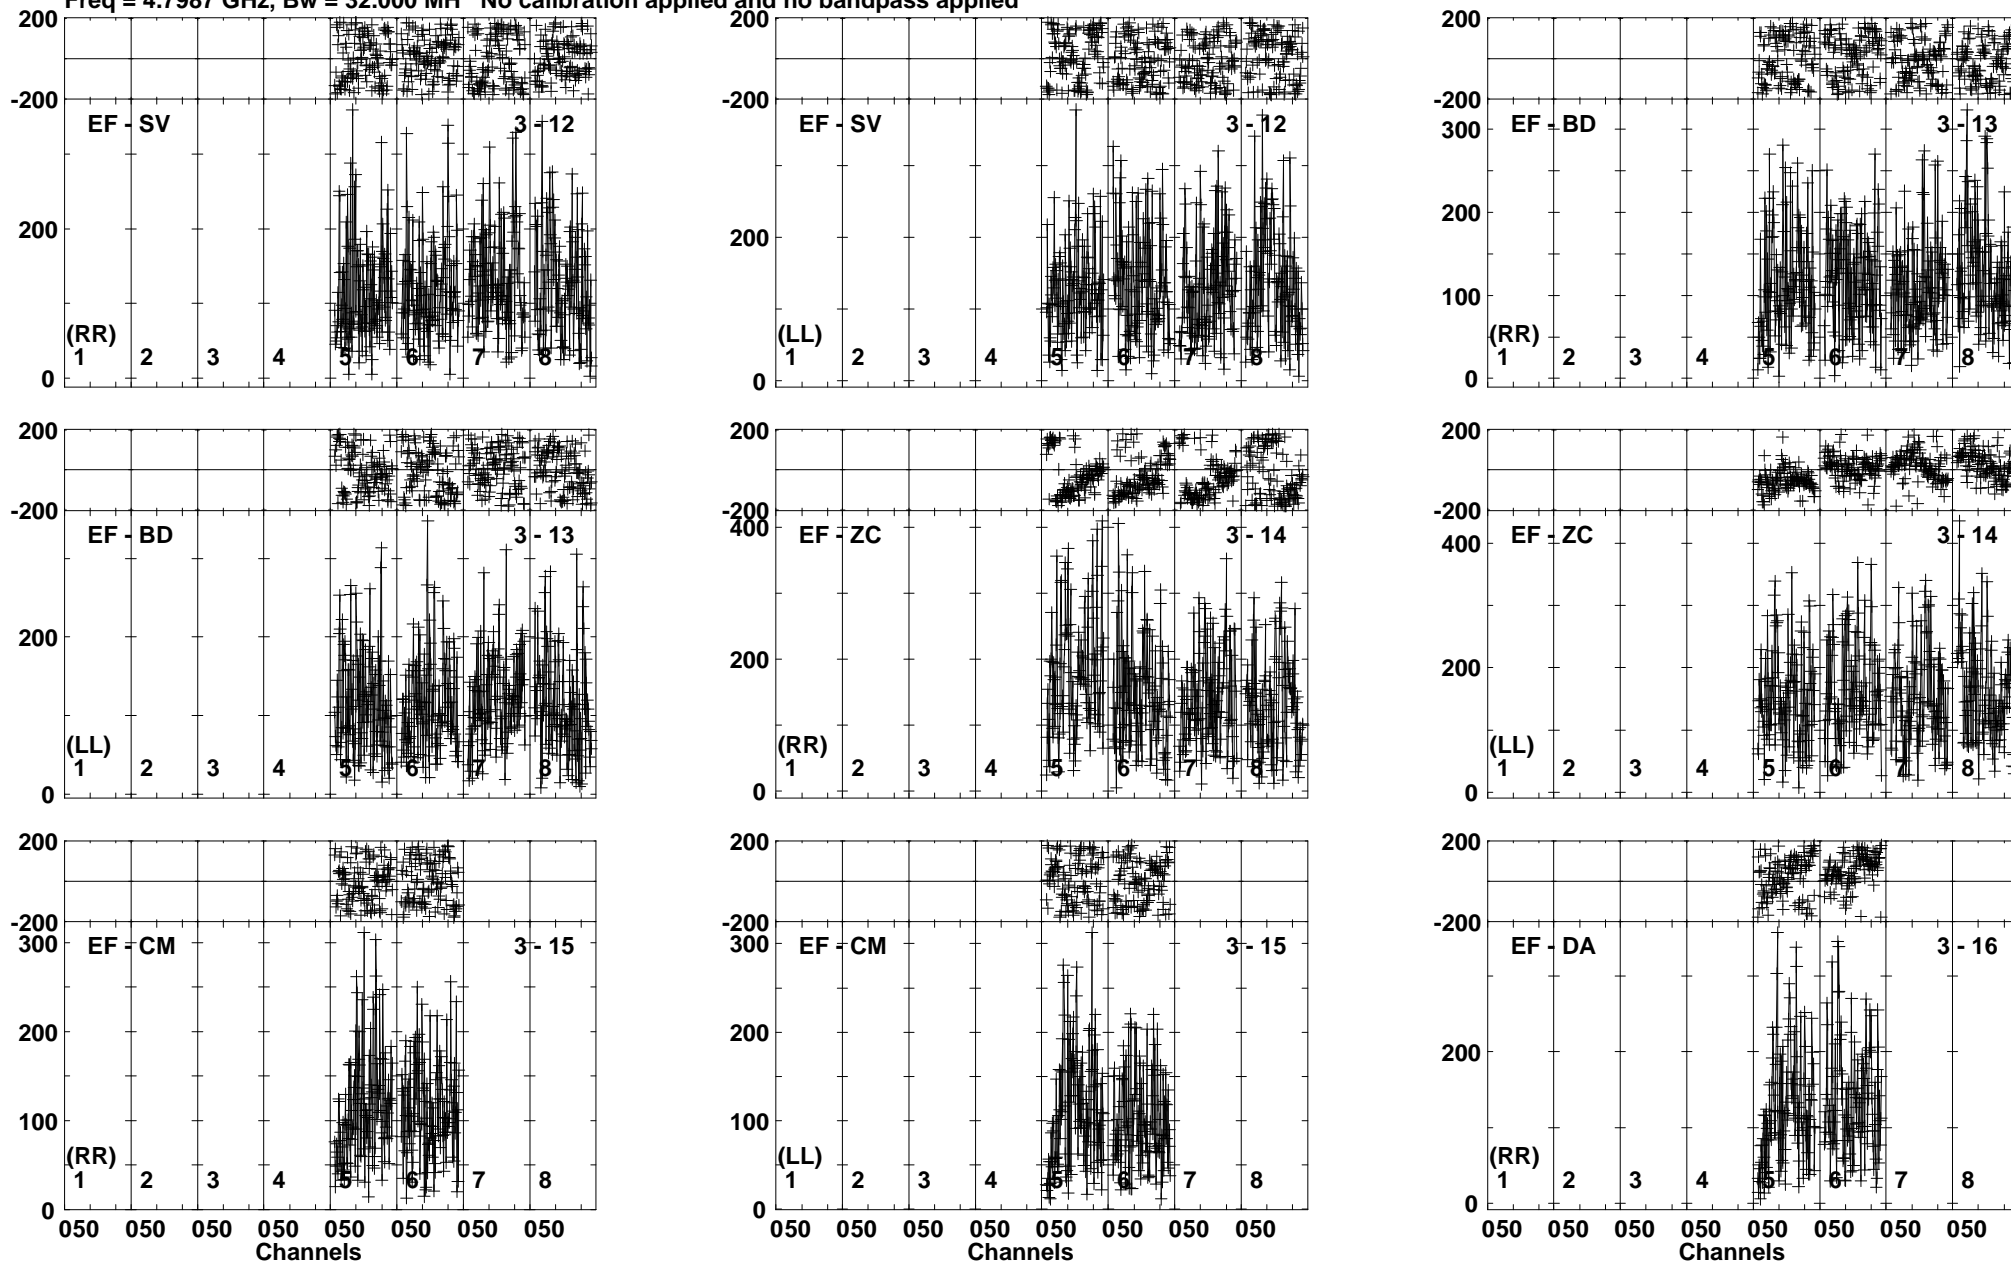 Freq = 4.7987 GHz, Bw = 32.000 MH No calibration applied and no bandpass applied
200 200 200
-200 -200 -200
EF - SV 3 - 12 EF - SV 3 - 12 EF - BD 3 - 13
300
200 200 200
100
(RR) (LL) (RR)
1 2 3 4 5 6 7 8 1 2 3 4 5 6 7 8 1 2 3 4 5 6 7 8
0 0 0
200 200 200
-200 -200 -200
EF - BD 3 - 13 EF - ZC 3 - 14 EF - ZC 3 - 14
400 400
200 200 200
(LL) (RR) (LL)
1 2 3 4 5 6 7 8 1 2 3 4 5 6 7 8 1 2 3 4 5 6 7 8
0 0 0
200 200 200
-200 -200 -200
EF - CM 3 - 15 EF - CM 3 - 15 EF - DA 3 - 16
300 300
200 200 200
100 100
(RR) (LL) (RR)
1 2 3 4 5 6 7 8 1 2 3 4 5 6 7 8 1 2 3 4 5 6 7 8
0 0 0
050 050 050 050 050 050 050 050 050 050 050 050 050 050 050 050 050 050 050 050 050 050 050 050
Channels Channels Channels